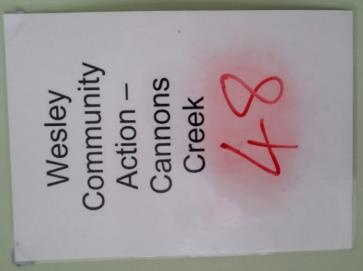 Wesley
Community
Action –
Cannons
Creek
48